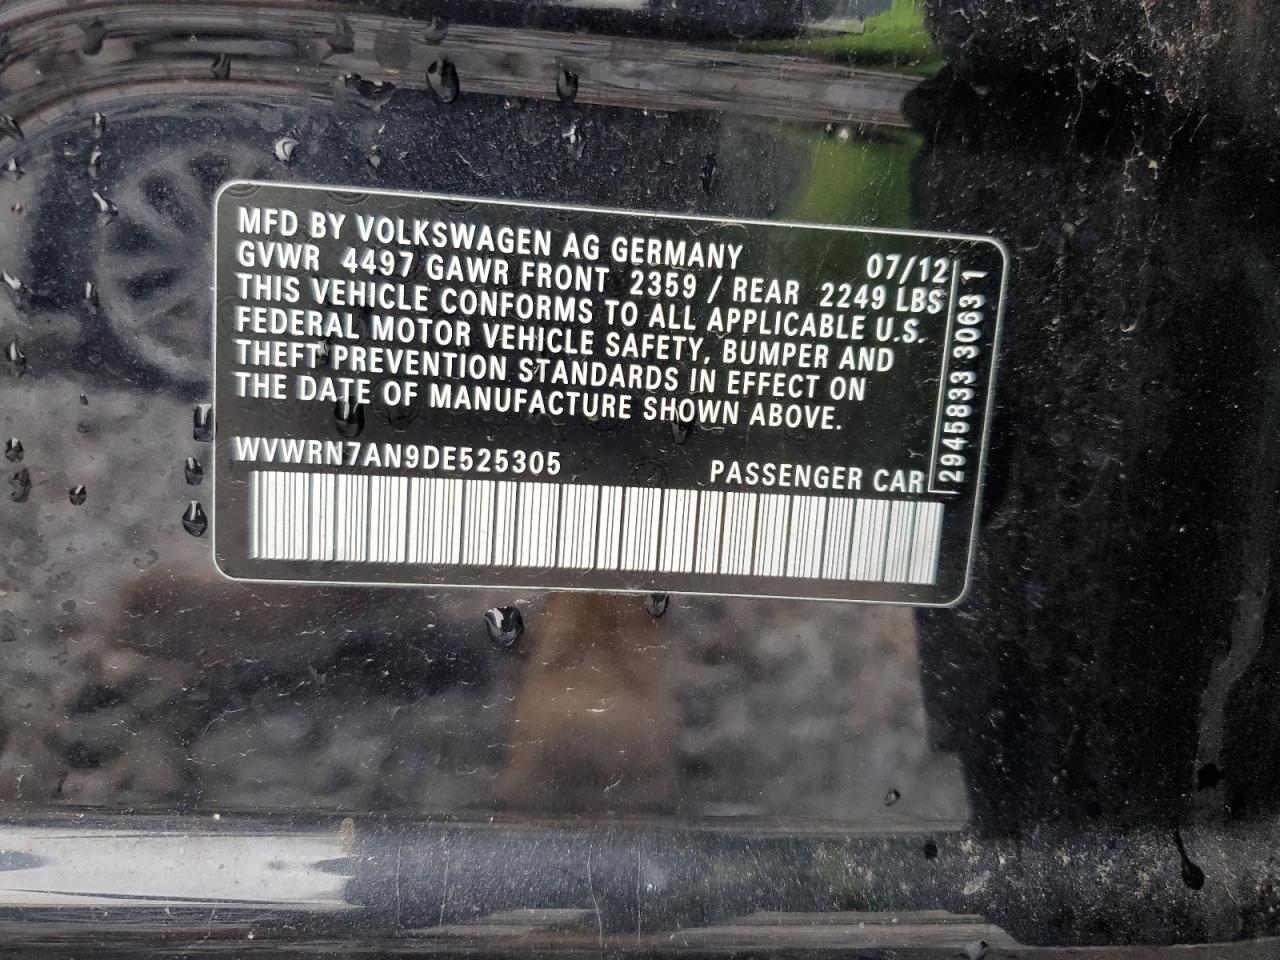 MFD BY VOLKSWAGEN AG GERMANY 07/12
GVWR 4497 GAWR FRONT 2359 / REAR 2249 LBS
THIS VEHICLE CONFORMS TO ALL APPLICABLE U.S.
FEDERAL MOTOR VEHICLE SAFETY, BUMPER AND
THEFT PREVENTION STANDARDS IN EFFECT ON
THE DATE OF MANUFACTURE SHOWN ABOVE.
WVWRN7AN9DE525305 PASSENGER CAR
2945833 3063 1